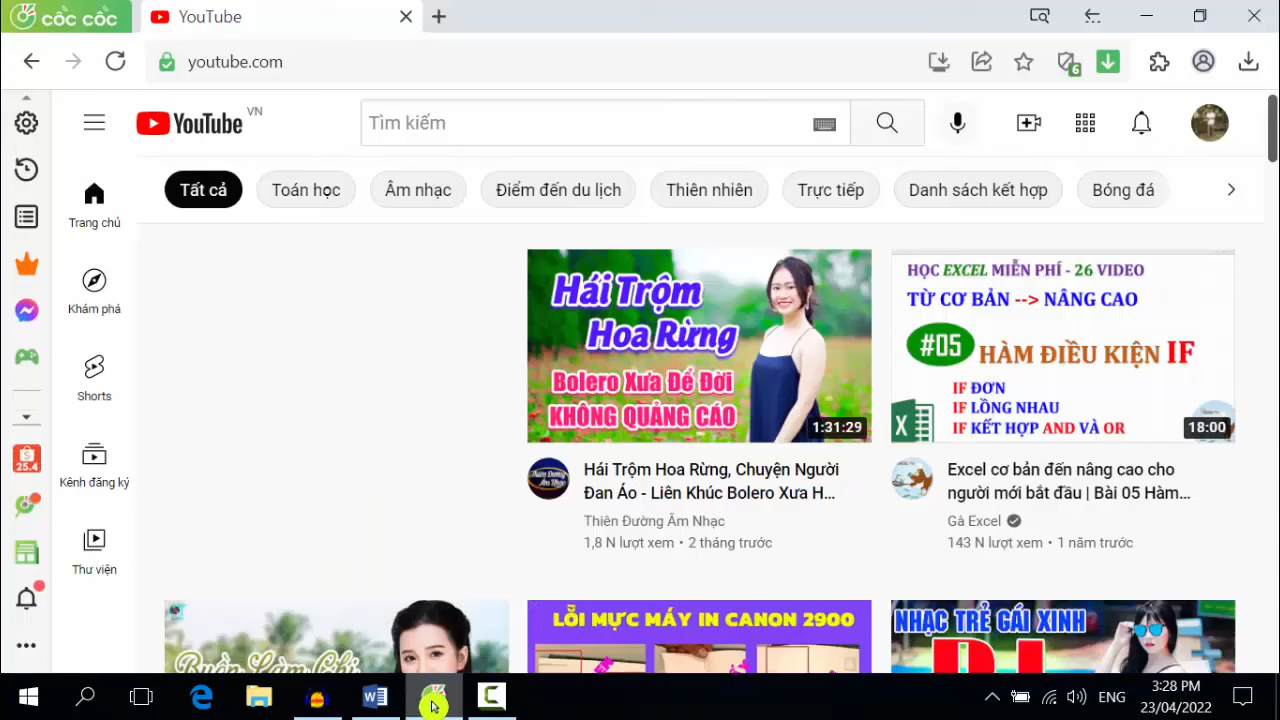 cốc cốc
YouTube
youtube.com
6
YouTube
VN
Tìm kiếm
Tất cả
Toán học
Âm nhạc
Điểm đến du lịch
Thiên nhiên
Trực tiếp
Danh sách kết hợp
Bóng đá
Trang chủ
Khám phá
Shorts
Kênh đăng ký
Thư viện
25.4
Hái Trộm
Hoa Rừng
Bolero Xưa Để Đời
KHÔNG QUẢNG CÁO
1:31:29
Hái Trộm Hoa Rừng, Chuyện Người
Đan Áo - Liên Khúc Bolero Xưa H...
Thiên Đường Âm Nhạc
1,8 N lượt xem • 2 tháng trước
HỌC EXCEL MIỄN PHÍ - 26 VIDEO
TỪ CƠ BẢN --> NÂNG CAO
#05
HÀM ĐIỀU KIỆN IF
IF ĐƠN
IF LỒNG NHAU
IF KẾT HỢP AND VÀ OR
18:00
Excel cơ bản đến nâng cao cho
người mới bắt đầu | Bài 05 Hàm...
Gà Excel
143 N lượt xem • 1 năm trước
Buồn Làm Chi
LỖI MỰC MÁY IN CANON 2900
NHẠC TRẺ GÁI XINH
DJ
ENG
3:28 PM
23/04/2022